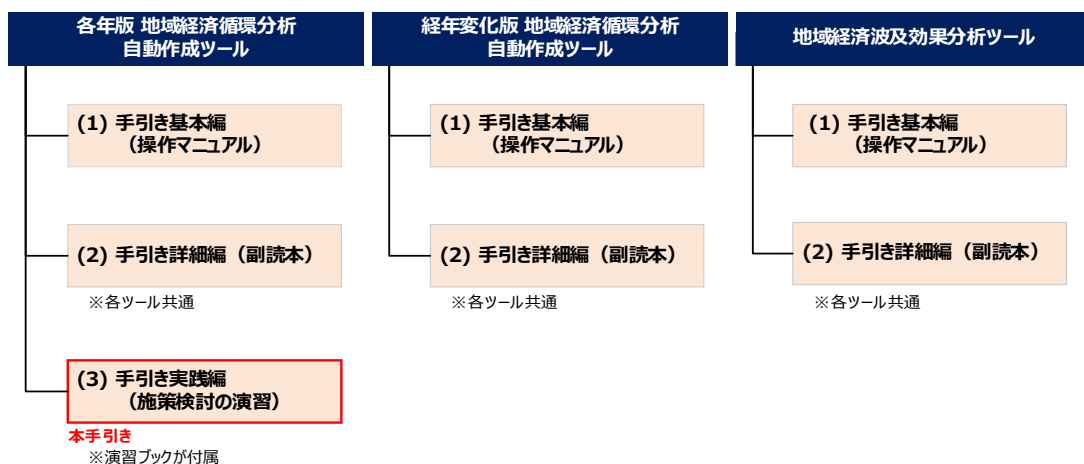 各年版 地域経済循環分析
自動作成ツール
(1) 手引き基本編
（操作マニュアル）
(2) 手引き詳細編（副読本）
※各ツール共通
(3) 手引き実践編
（施策検討の演習）
本手引き
※演習ブックが付属
経年変化版 地域経済循環分析
自動作成ツール
(1) 手引き基本編
（操作マニュアル）
(2) 手引き詳細編（副読本）
※各ツール共通
地域経済波及効果分析ツール
(1) 手引き基本編
（操作マニュアル）
(2) 手引き詳細編（副読本）
※各ツール共通